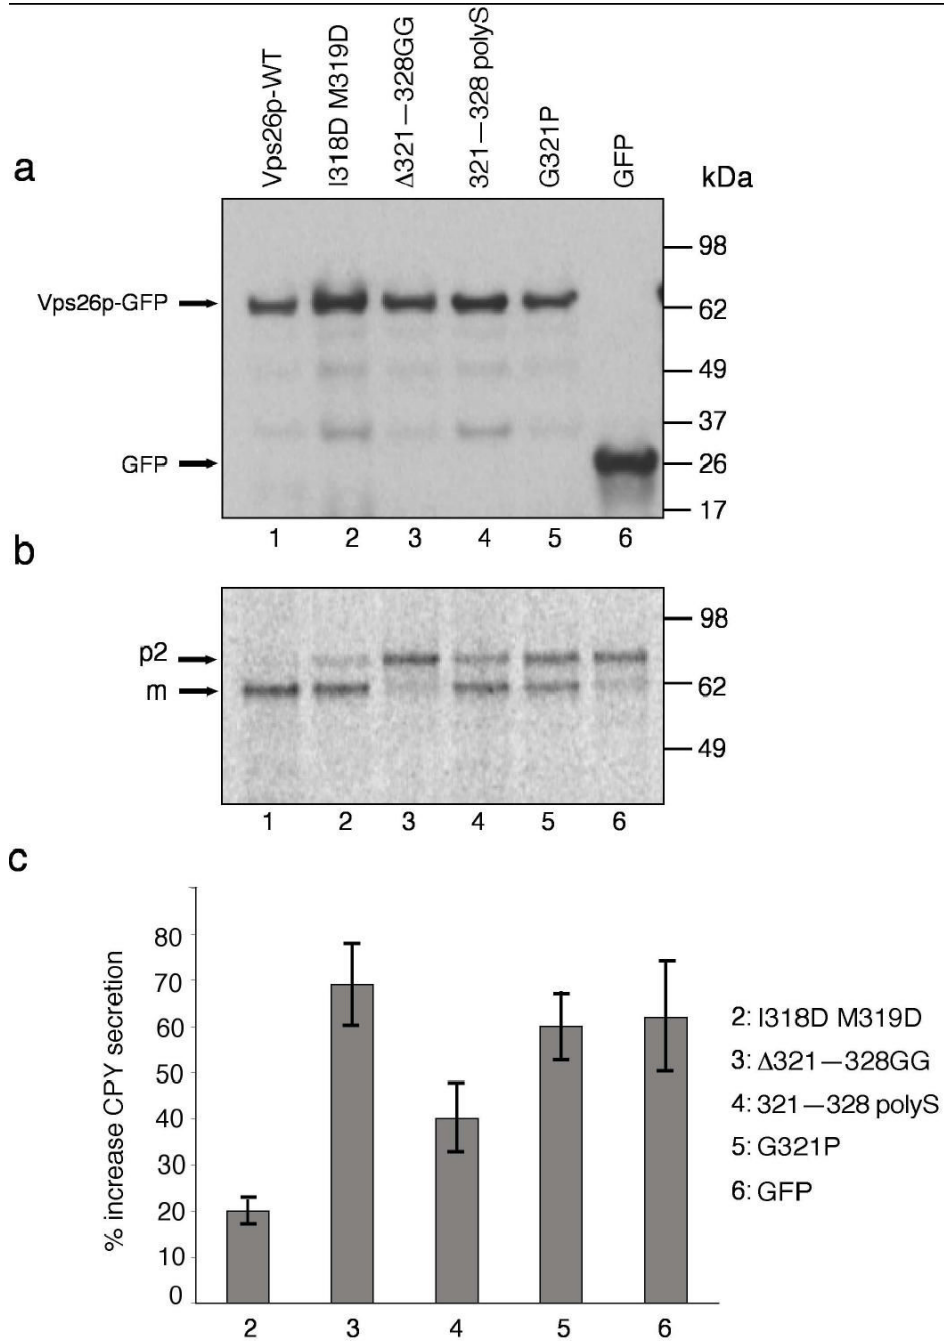 Vps26p-WT
I318D M319D
Δ321—328GG
321—328 polyS
G321P
GFP
a
kDa
98
Vps26p-GFP
62
49
37
GFP
26
17
1 2 3 4 5 6
b
98
p2
62
m
49
1 2 3 4 5 6
c
% increase CPY secretion
80
70
60
50
40
30
20
10
0
2 3 4 5 6
2: I318D M319D
3: Δ321—328GG
4: 321—328 polyS
5: G321P
6: GFP